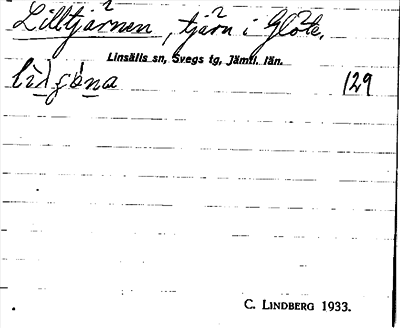 Lilltjärnen, tjärn i Glöte.
Linsälls sn, Svegs tg, Jämtl. län.
129
C. LINDBERG 1933.